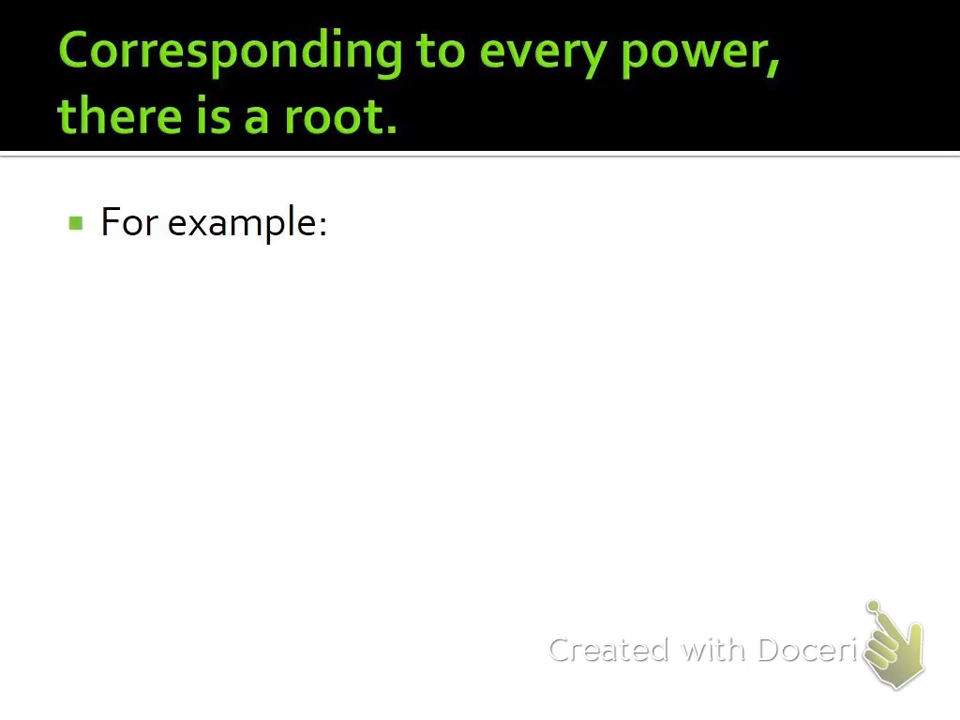 Corresponding to every power,
there is a root.
For example:
Created with Doceri